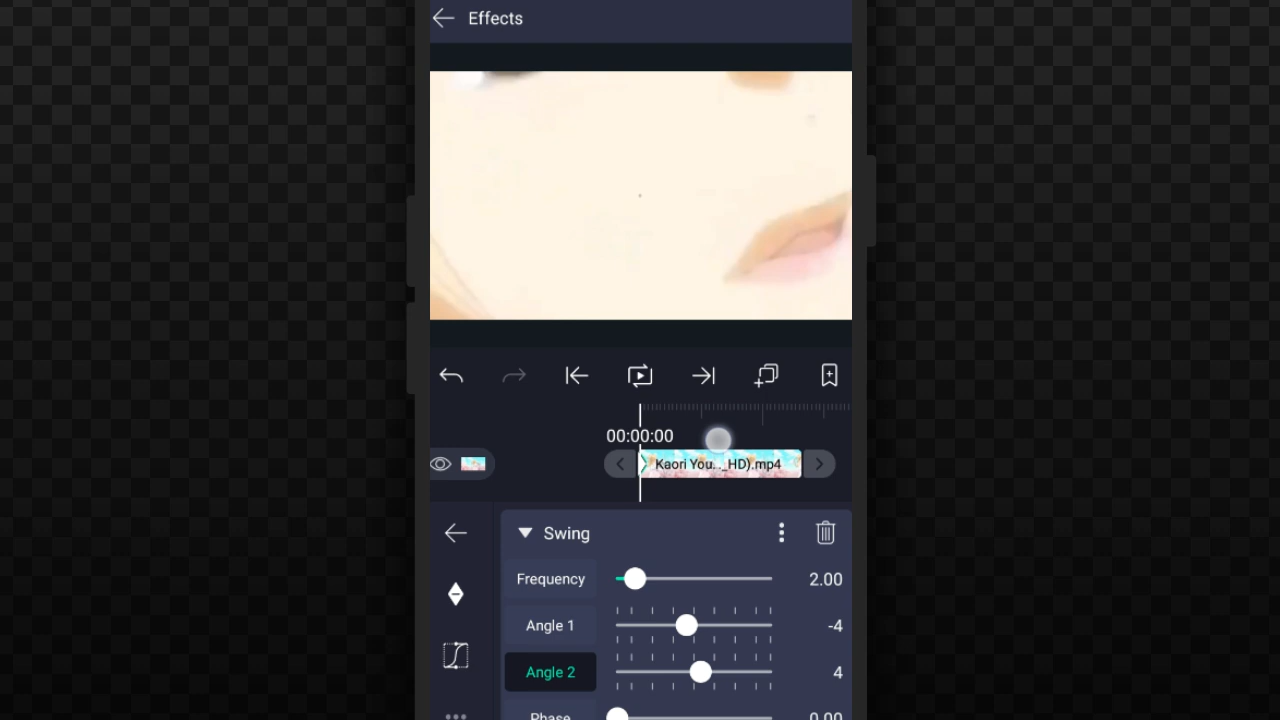 Effects
00:00:00
Kaori You..._HD).mp4
Swing
Frequency 2.00
Angle 1 -4
Angle 2 4
Phase 0.00